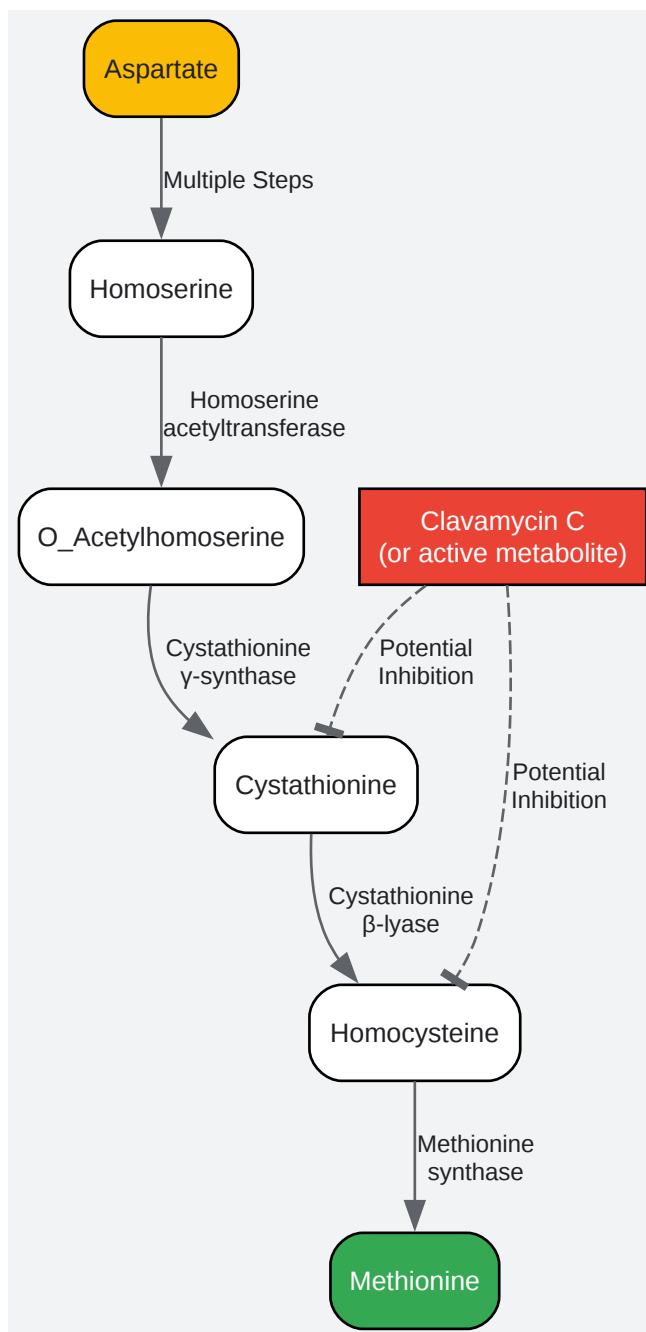 Aspartate
Multiple Steps
Homoserine
Homoserine
acetyltransferase
O_Acetylhomoserine
Clavamycin C
(or active metabolite)
Cystathionine
γ-synthase
Potential
Inhibition
Cystathionine
Potential
Inhibition
Cystathionine
β-lyase
Homocysteine
Methionine
synthase
Methionine